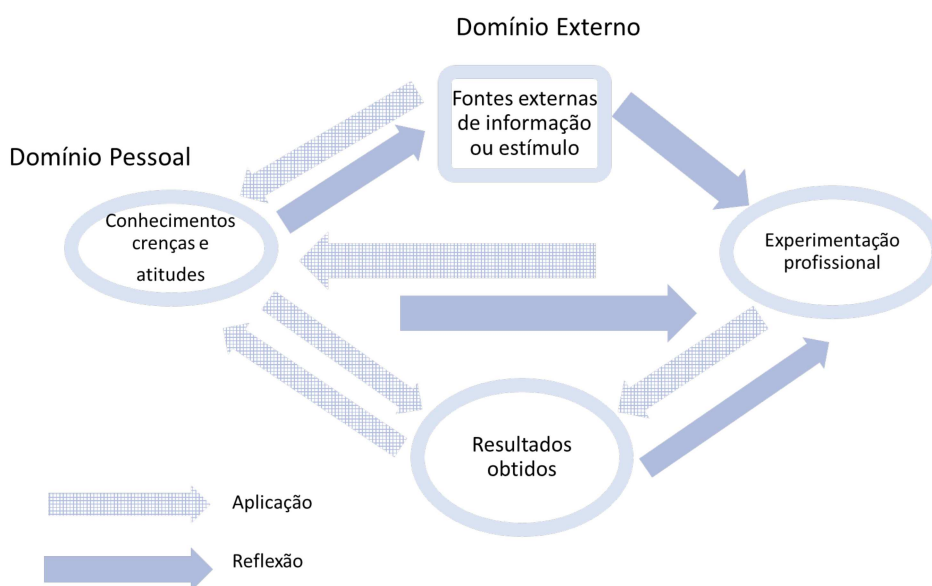 Domínio Externo
Fontes externas
de informação
ou estímulo
Domínio Pessoal
Conhecimentos
crenças e
atitudes
Experimentação
profissional
Resultados
obtidos
Aplicação
Reflexão